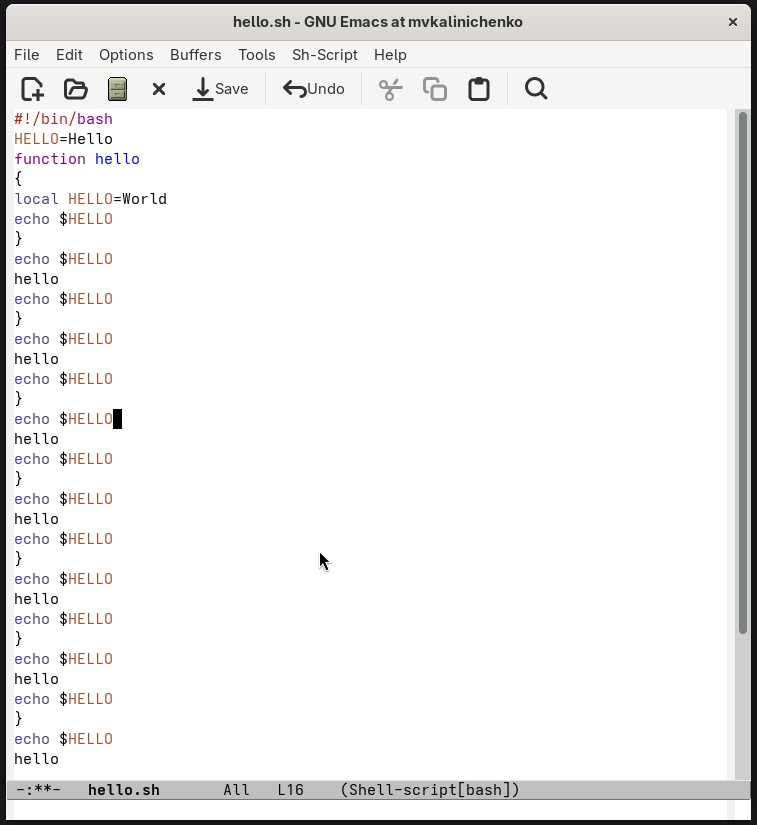 hello.sh - GNU Emacs at mvkalinichenko ×
File Edit Options Buffers Tools Sh-Script Help
Save Undo
#!/bin/bash
HELLO=Hello
function hello
{
local HELLO=World
echo $HELLO
}
echo $HELLO
hello
echo $HELLO
}
echo $HELLO
hello
echo $HELLO
}
echo $HELLO
hello
echo $HELLO
}
echo $HELLO
hello
echo $HELLO
}
echo $HELLO
hello
echo $HELLO
}
echo $HELLO
hello
echo $HELLO
}
echo $HELLO
hello
-:**- hello.sh All L16 (Shell-script[bash])